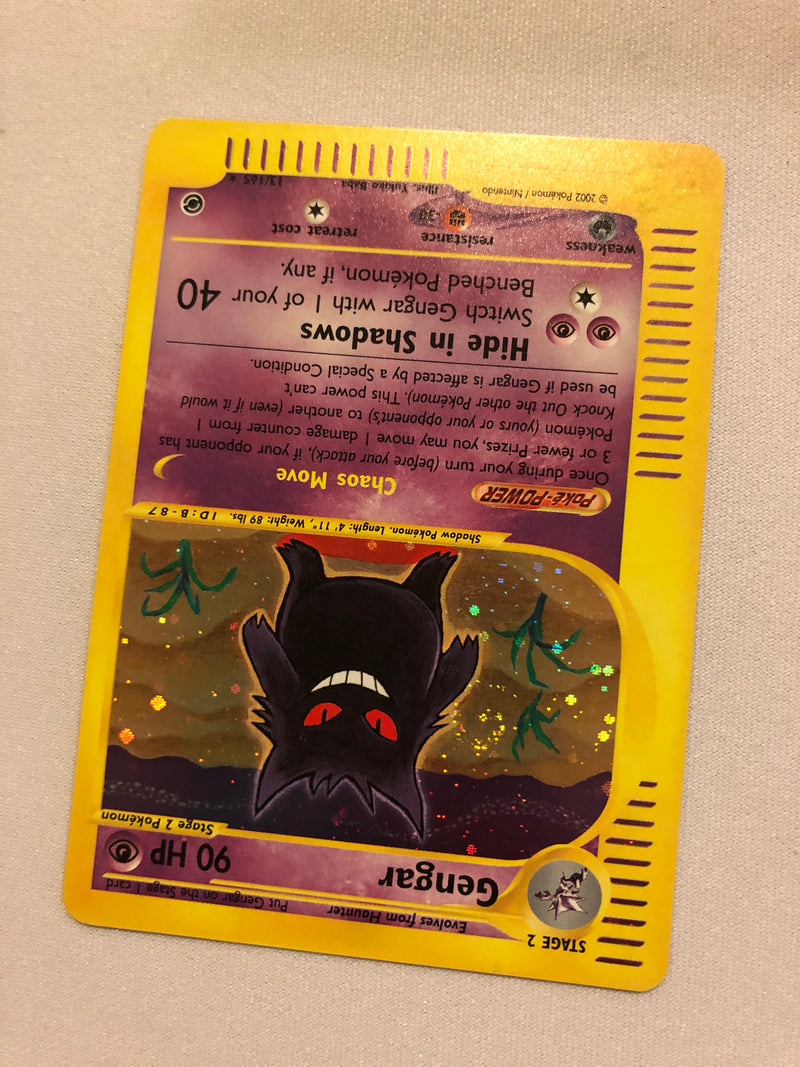 STAGE 2
Evolves from Haunter
Put Gengar on the Stage 1 card
Gengar
90 HP
Stage 2 Pokémon
Shadow Pokémon. Length: 4' 11", Weight: 89 lbs. ID: B-87
Poké-POWER
Chaos Move
Once during your turn (before your attack), if your opponent has
3 or fewer Prizes, you may move 1 damage counter from 1
Pokémon (yours or your opponent's) to another (even if it would
Knock Out the other Pokémon). This power can't
be used if Gengar is affected by a Special Condition.
Hide in Shadows
Switch Gengar with 1 of your
Benched Pokémon, if any.
40
weakness
resistance
-30
retreat cost
© 2002 Pokémon / Nintendo
Illus. Yukiko Baba
13/165 ★